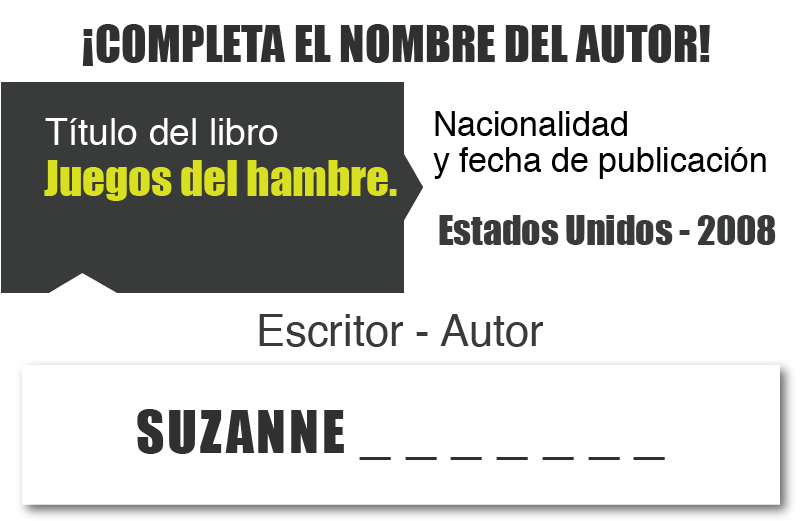 ¡COMPLETA EL NOMBRE DEL AUTOR!
Título del libro
Juegos del hambre.
Nacionalidad
y fecha de publicación
Estados Unidos - 2008
Escritor - Autor
SUZANNE _ _ _ _ _ _ _